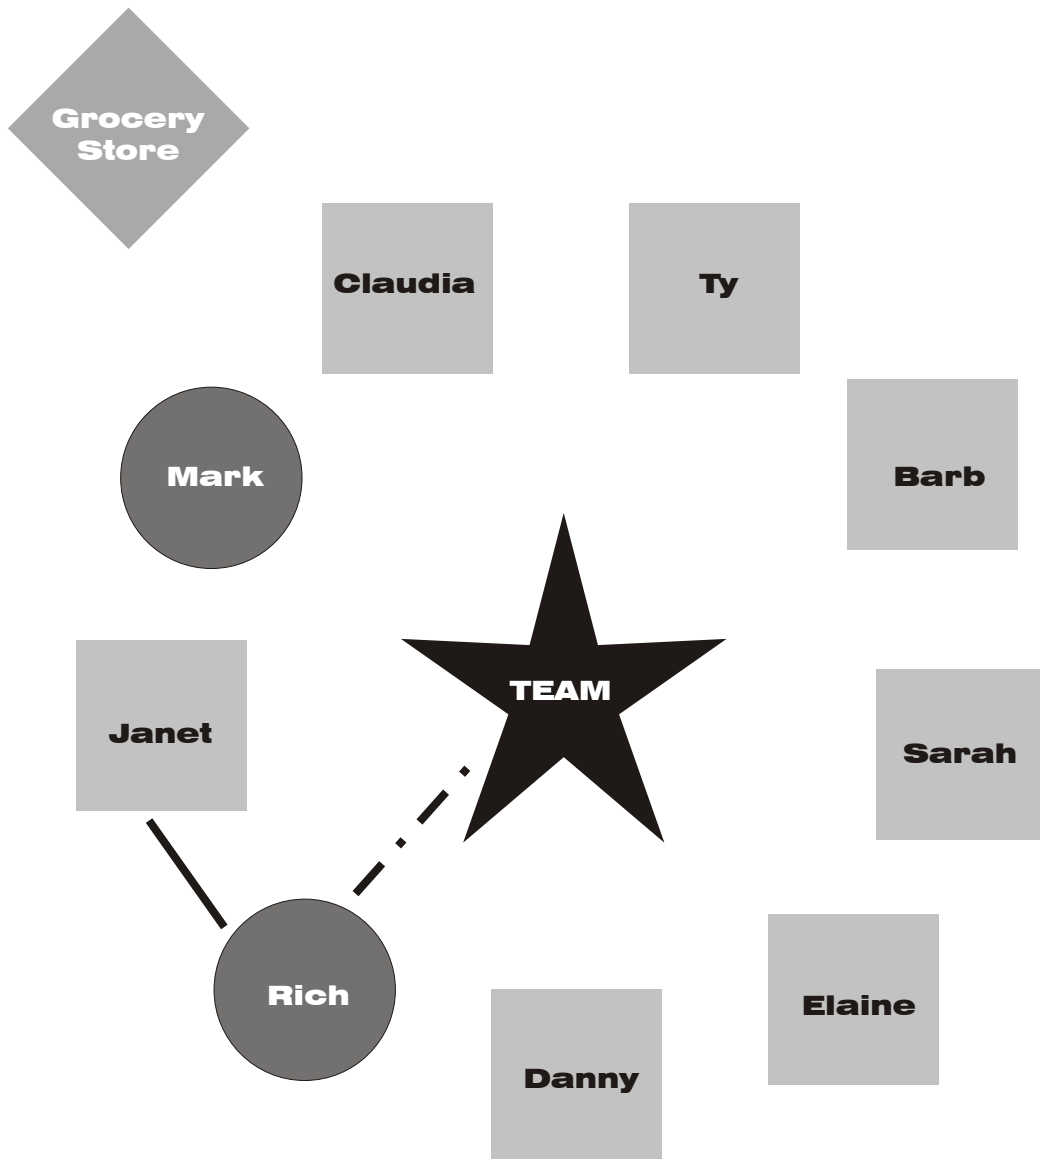 Grocery
Store
Claudia
Ty
Mark
Barb
TEAM
Janet
Sarah
Rich
Elaine
Danny